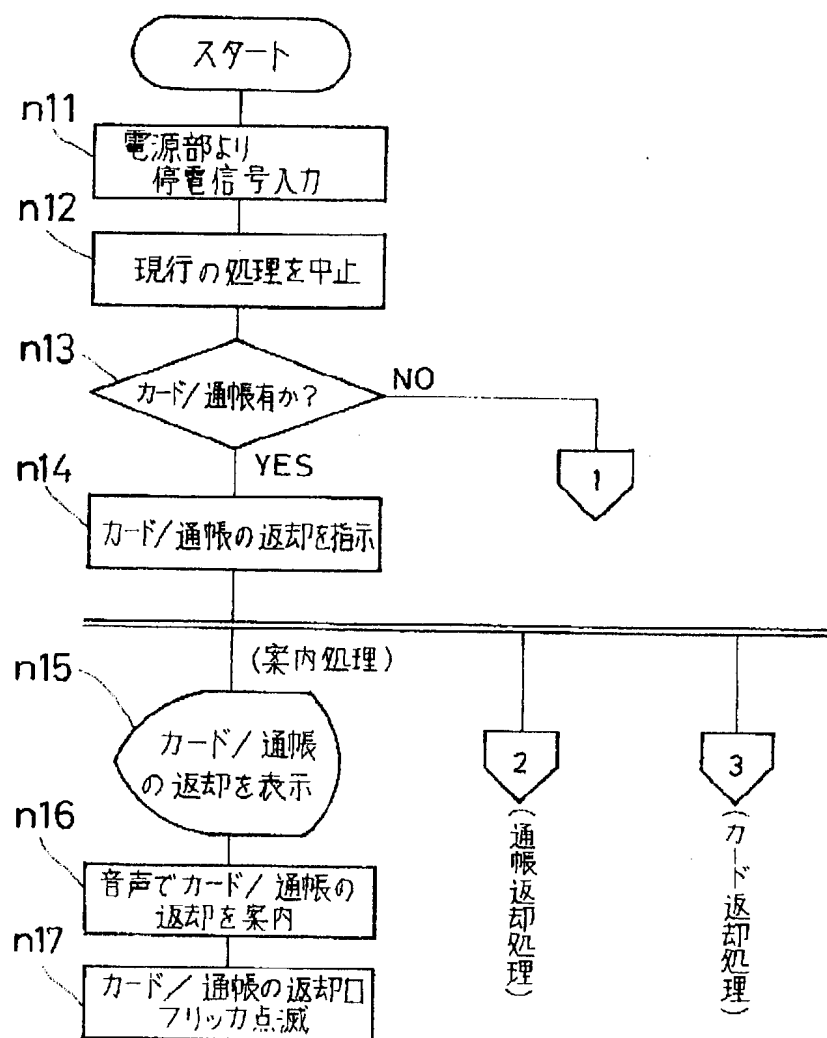 スタート
n11
電源部より
停電信号入力
n12
現行の処理を中止
n13
カード/通帳有か?
NO
1
YES
n14
カード/通帳の返却を指示
(案内処理)
n15
カード/通帳
の返却を表示
2
(通帳返却処理)
3
(カード返却処理)
n16
音声でカード/通帳の
返却を案内
n17
カード/通帳の返却口
フリッカ点滅